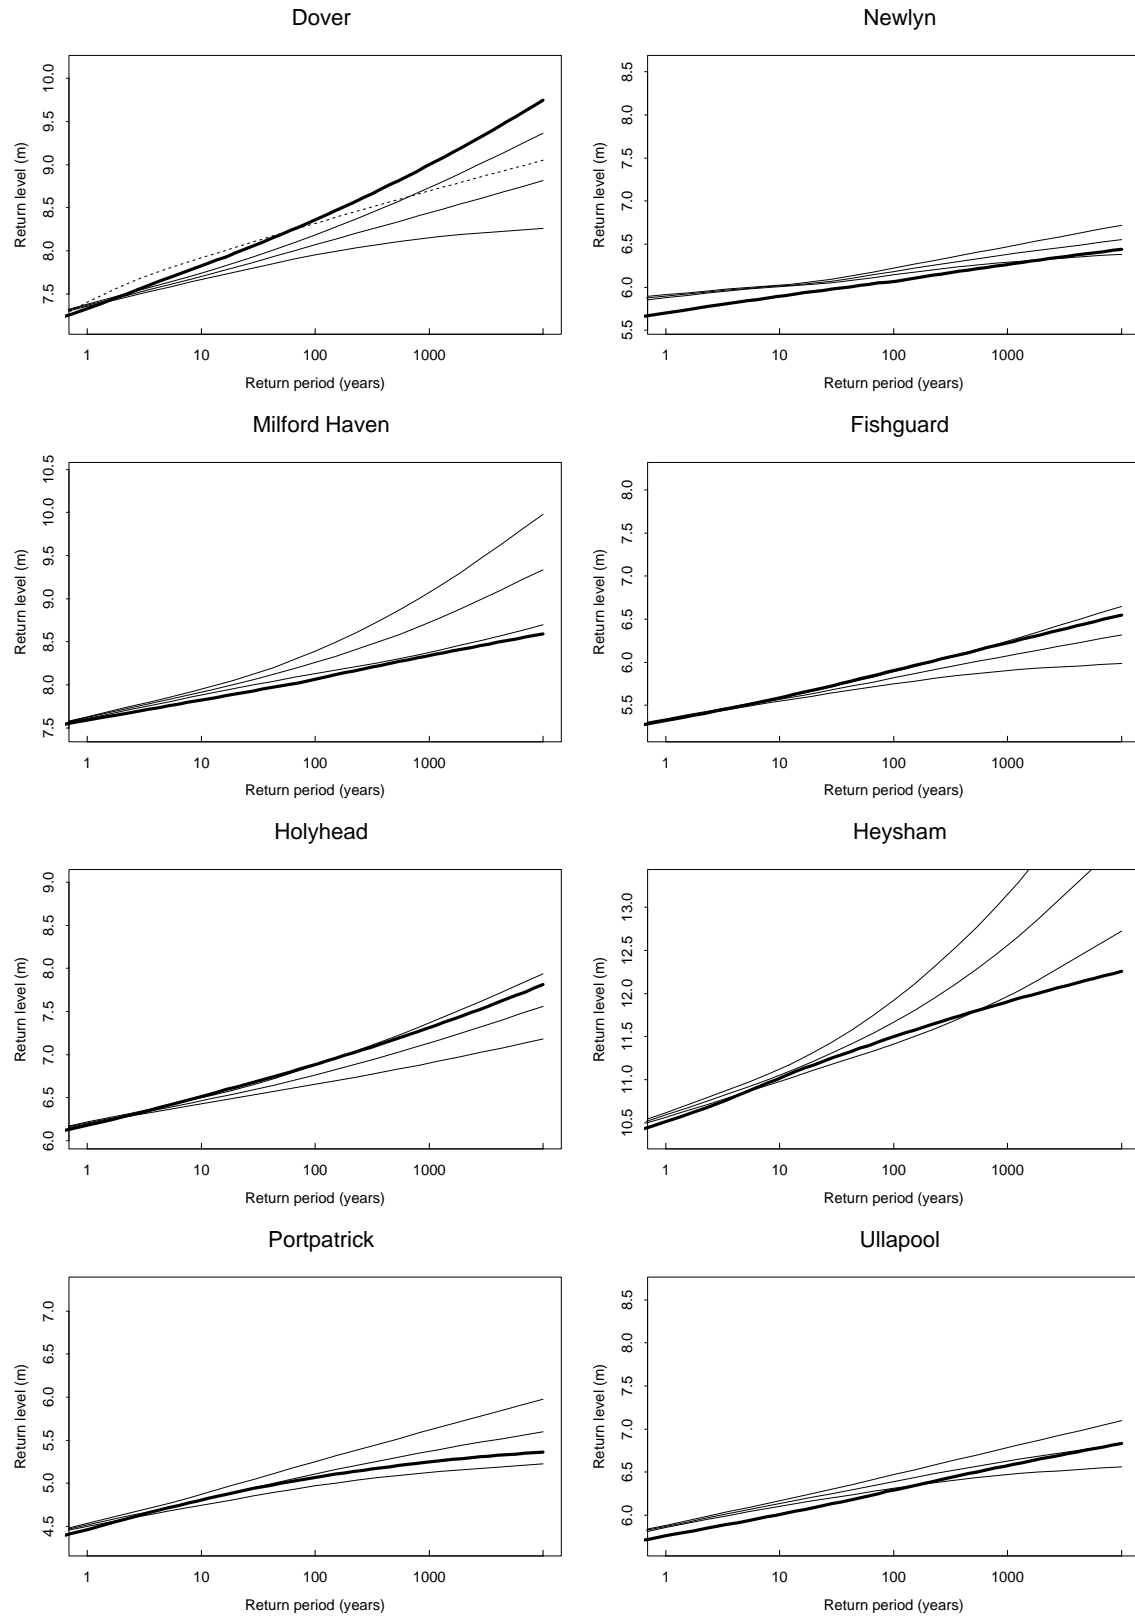 Dover
Return level (m)
10.0
9.5
9.0
8.5
8.0
7.5
1 10 100 1000
Return period (years)
Newlyn
Return level (m)
8.5
8.0
7.5
7.0
6.5
6.0
5.5
1 10 100 1000
Return period (years)
Milford Haven
Return level (m)
10.5
10.0
9.5
9.0
8.5
8.0
7.5
1 10 100 1000
Return period (years)
Fishguard
Return level (m)
8.0
7.5
7.0
6.5
6.0
5.5
1 10 100 1000
Return period (years)
Holyhead
Return level (m)
9.0
8.5
8.0
7.5
7.0
6.5
6.0
1 10 100 1000
Return period (years)
Heysham
Return level (m)
13.0
12.5
12.0
11.5
11.0
10.5
1 10 100 1000
Return period (years)
Portpatrick
Return level (m)
7.0
6.5
6.0
5.5
5.0
4.5
1 10 100 1000
Return period (years)
Ullapool
Return level (m)
8.5
8.0
7.5
7.0
6.5
6.0
1 10 100 1000
Return period (years)